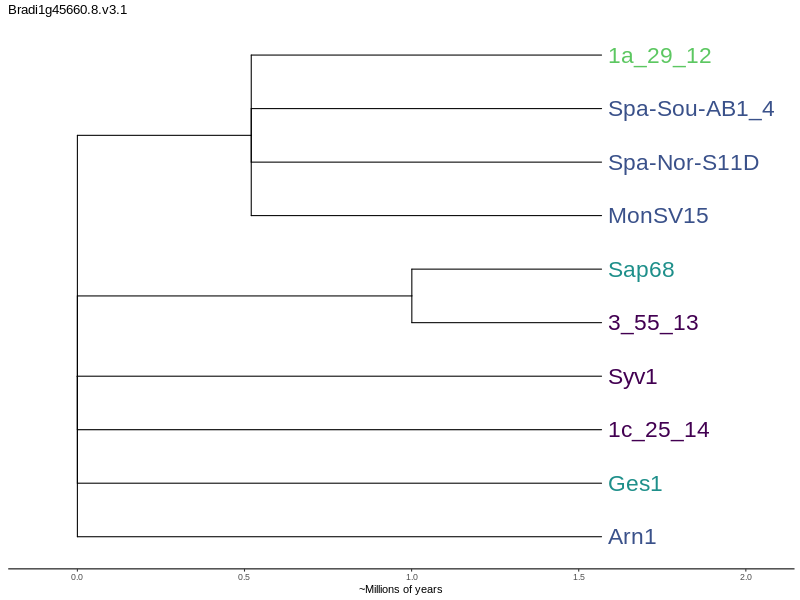 Bradi1g45660.8.v3.1
1a_29_12
Spa-Sou-AB1_4
Spa-Nor-S11D
MonSV15
Sap68
3_55_13
Syv1
1c_25_14
Ges1
Arn1
0.0 0.5 1.0 1.5 2.0
~Millions of years